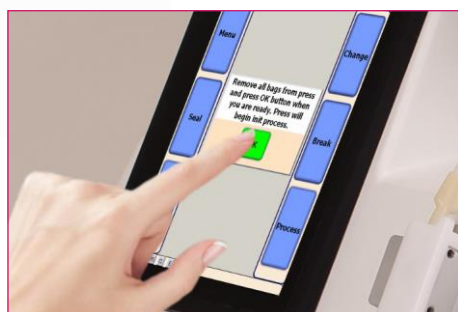 Menu
Change
Remove all bags from press
and press OK button when
you are ready. Press will
begin init process.
Seal
Break
Process